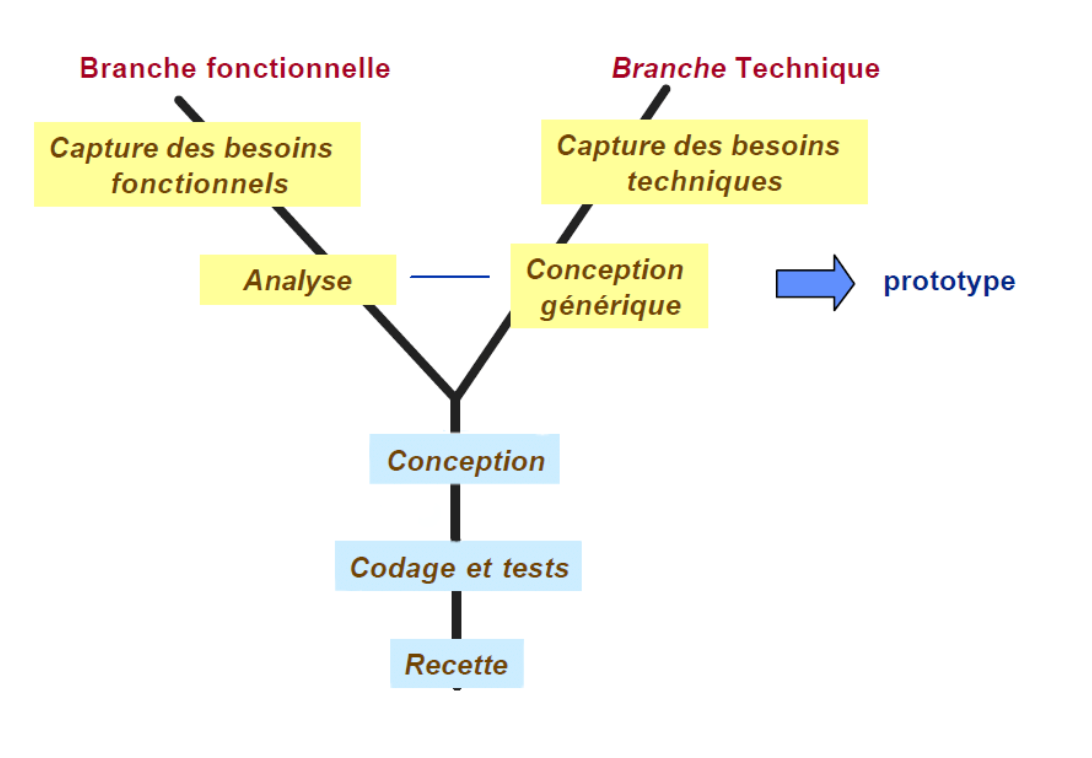 Branche fonctionnelle
Branche Technique
Capture des besoins
fonctionnels
Capture des besoins
techniques
Analyse
Conception
générique
prototype
Conception
Codage et tests
Recette